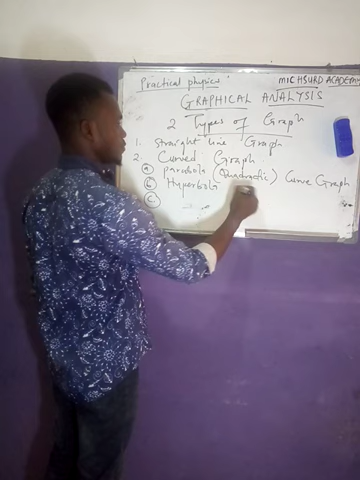 Practical physics MICHSURD ACADEMY
GRAPHICAL ANALYSIS
2 Types of Graph
1. Straight line Graph
2. Curved Graph.
(a) Parabola (Quadratic) Curve Graph
(b) Hyperbola
(c)